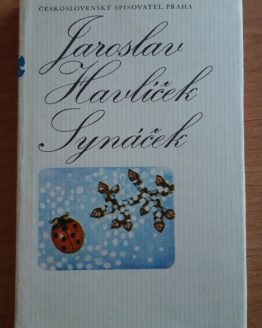 ČESKOSLOVENSKÝ SPISOVATEL PRAHA
Jaroslav
Havlíček
Synáček